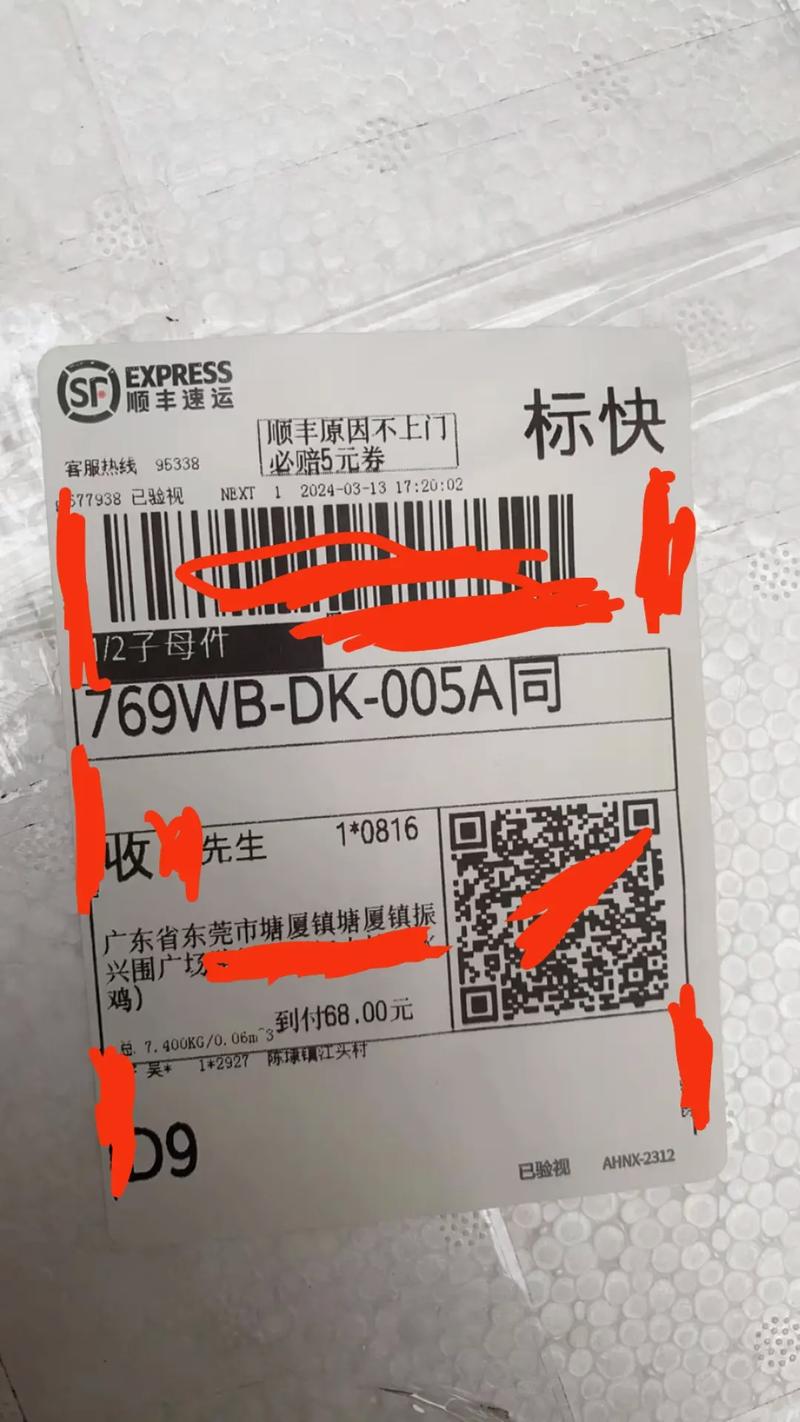 SF EXPRESS
顺丰速运
标快
顺丰原因不上门
必赔5元券
客服热线 95338
677938 已验视 NEXT 1 2024-03-13 17:20:02
1/2子母件
769WB-DK-005A同
收 先生 1*0816
广东省东莞市塘厦镇塘厦镇振
兴围广场
鸡)
到付68.00元
总 7.400KG/0.06m^3
吴* 1*2927 陈埭镇江头村
D9
已验视 AHNX-2312